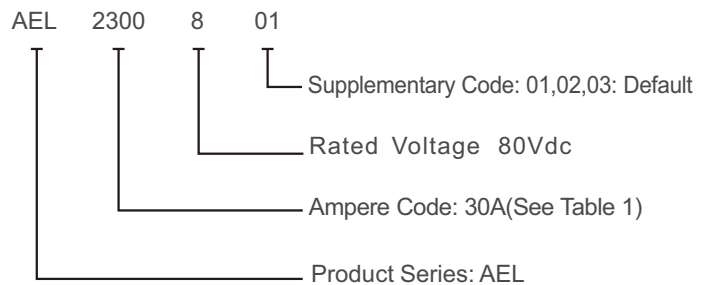 AEL 2300 8 01
Supplementary Code: 01,02,03: Default
Rated Voltage 80Vdc
Ampere Code: 30A(See Table 1)
Product Series: AEL